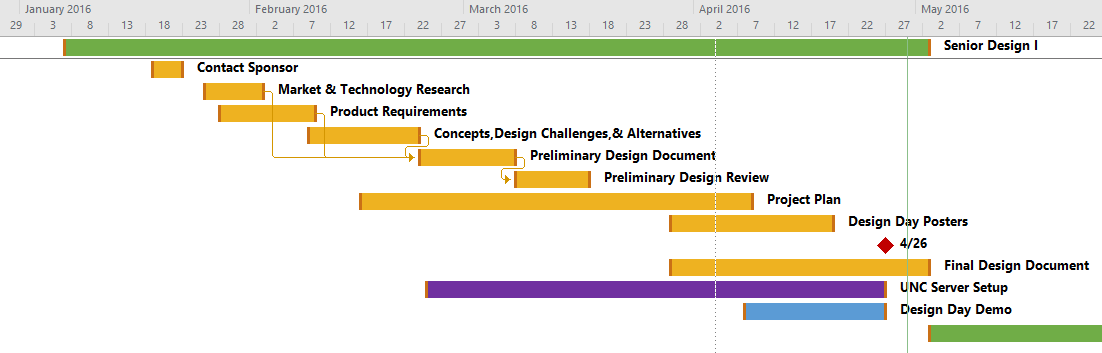 January 2016 February 2016 March 2016 April 2016 May 2016
29 3 8 13 18 23 28 2 7 12 17 22 27 3 8 13 18 23 28 2 7 12 17 22 27 2 7 12 17 22
Senior Design I
Contact Sponsor
Market & Technology Research
Product Requirements
Concepts,Design Challenges,& Alternatives
Preliminary Design Document
Preliminary Design Review
Project Plan
Design Day Posters
4/26
Final Design Document
UNC Server Setup
Design Day Demo